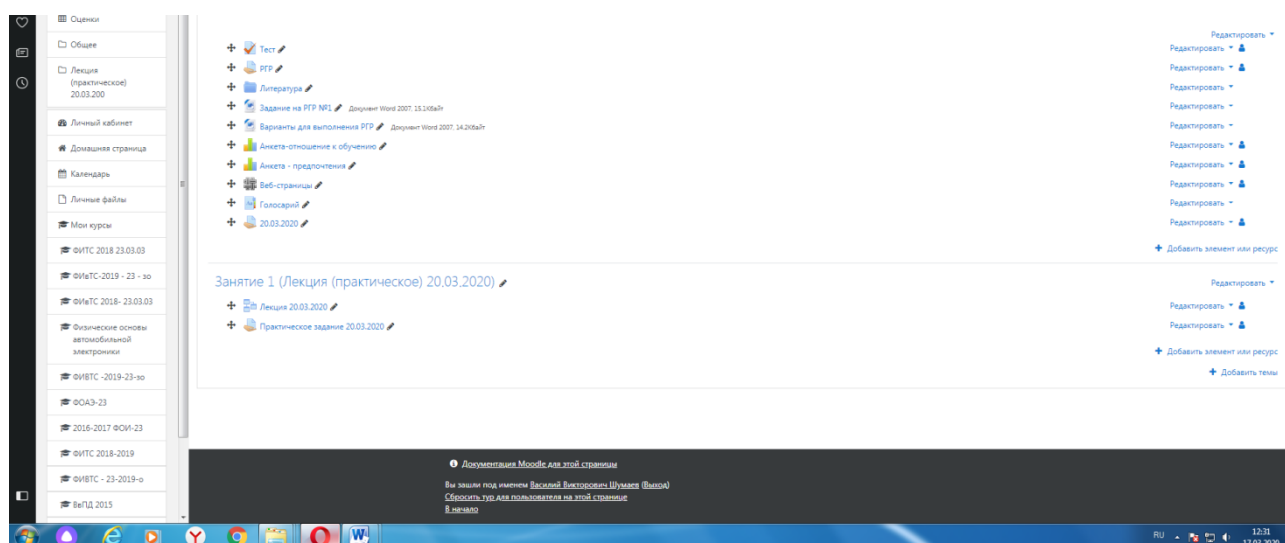 Оценки
Общее
Лекция
(практическое)
20.03.200
Личный кабинет
Домашняя страница
Календарь
Личные файлы
Мои курсы
ФИТС 2018 23.03.03
ФИвТС-2019 - 23 - зо
ФИвТС 2018- 23.03.03
Физические основы
автомобильной
электроники
ФИВТС -2019-23-зо
ФОАЭ-23
2016-2017 ФОИ-23
ФИТС 2018-2019
ФИВТС - 23-2019-о
ВеПД 2015
Редактировать
Тест Редактировать
РГР Редактировать
Литература Редактировать
Задание на РГР №1 Документ Word 2007, 15.1Кбайт Редактировать
Варианты для выполнения РГР Документ Word 2007, 14.2Кбайт Редактировать
Анкета-отношение к обучению Редактировать
Анкета - предпочтения Редактировать
Веб-страницы Редактировать
Голосарий Редактировать
20.03.2020 Редактировать
Добавить элемент или ресурс
Занятие 1 (Лекция (практическое) 20.03.2020) Редактировать
Лекция 20.03.2020 Редактировать
Практическое задание 20.03.2020 Редактировать
Добавить элемент или ресурс
Добавить темы
Документация Moodle для этой страницы
Вы зашли под именем Василий Викторович Шумаев (Выход)
Сбросить тур для пользователя на этой странице
В начало
RU 12:31
17.03.2020